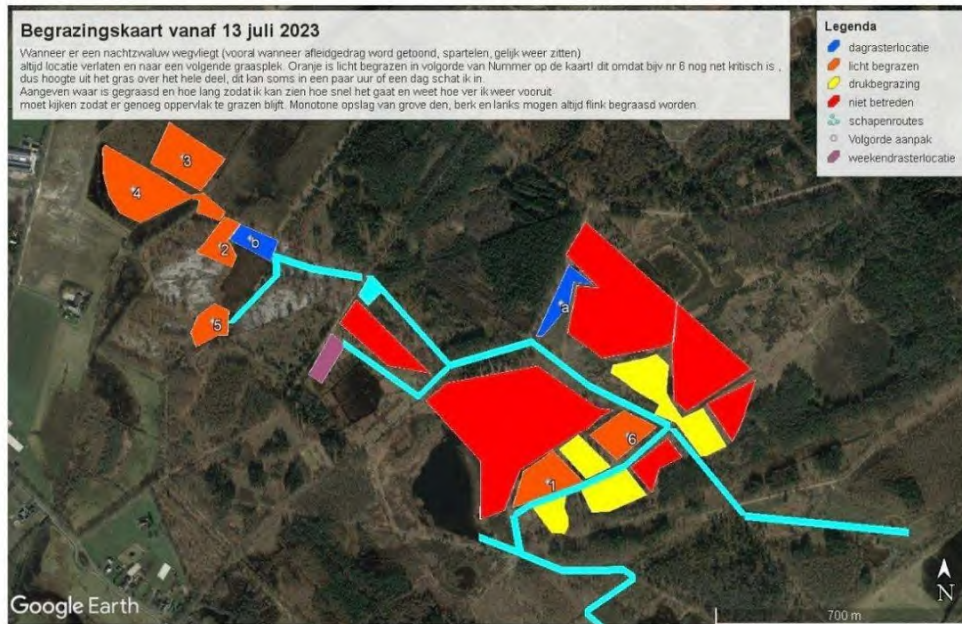 Begrazingskaart vanaf 13 juli 2023
Wanneer er een nachtzwaluw wegvliegt (vooral wanneer afleidgedrag word getoond, spartelen, gelijk weer zitten)
altijd locatie verlaten en naar een volgende graasplek. Oranje is licht begrazen in volgorde van Nummer op de kaart! dit omdat bijv nr 6 nog net kritisch is ,
dus hoogte uit het gras over het hele deel, dit kan soms in een paar uur of een dag schat ik in.
Aangeven waar is gegraasd en hoe lang zodat ik kan zien hoe snel het gaat en weet hoe ver ik weer vooruit
moet kijken zodat er genoeg oppervlak te grazen blijft. Monotone opslag van grove den, berk en lariks mogen altijd flink begraasd worden.
Legenda
dagrasterlocatie
licht begrazen
drukbegrazing
niet betreden
schapenroutes
Volgorde aanpak
weekendrasterlocatie
3
4
2
b
5
a
6
1
Google Earth
N
700 m